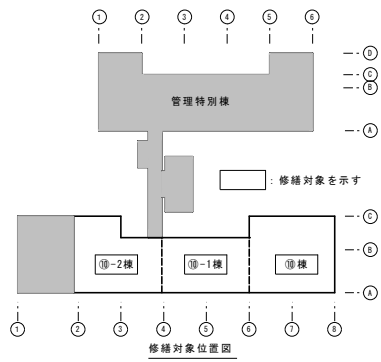 ① ② ③ ④ ⑤ ⑥
Ⓓ
Ⓒ
Ⓑ
管理特別棟
Ⓐ
：修繕対象を示す
Ⓒ
Ⓑ
⑩-2棟 ⑩-1棟 ⑩棟
Ⓐ
① ② ③ ④ ⑤ ⑥ ⑦ ⑧
修繕対象位置図